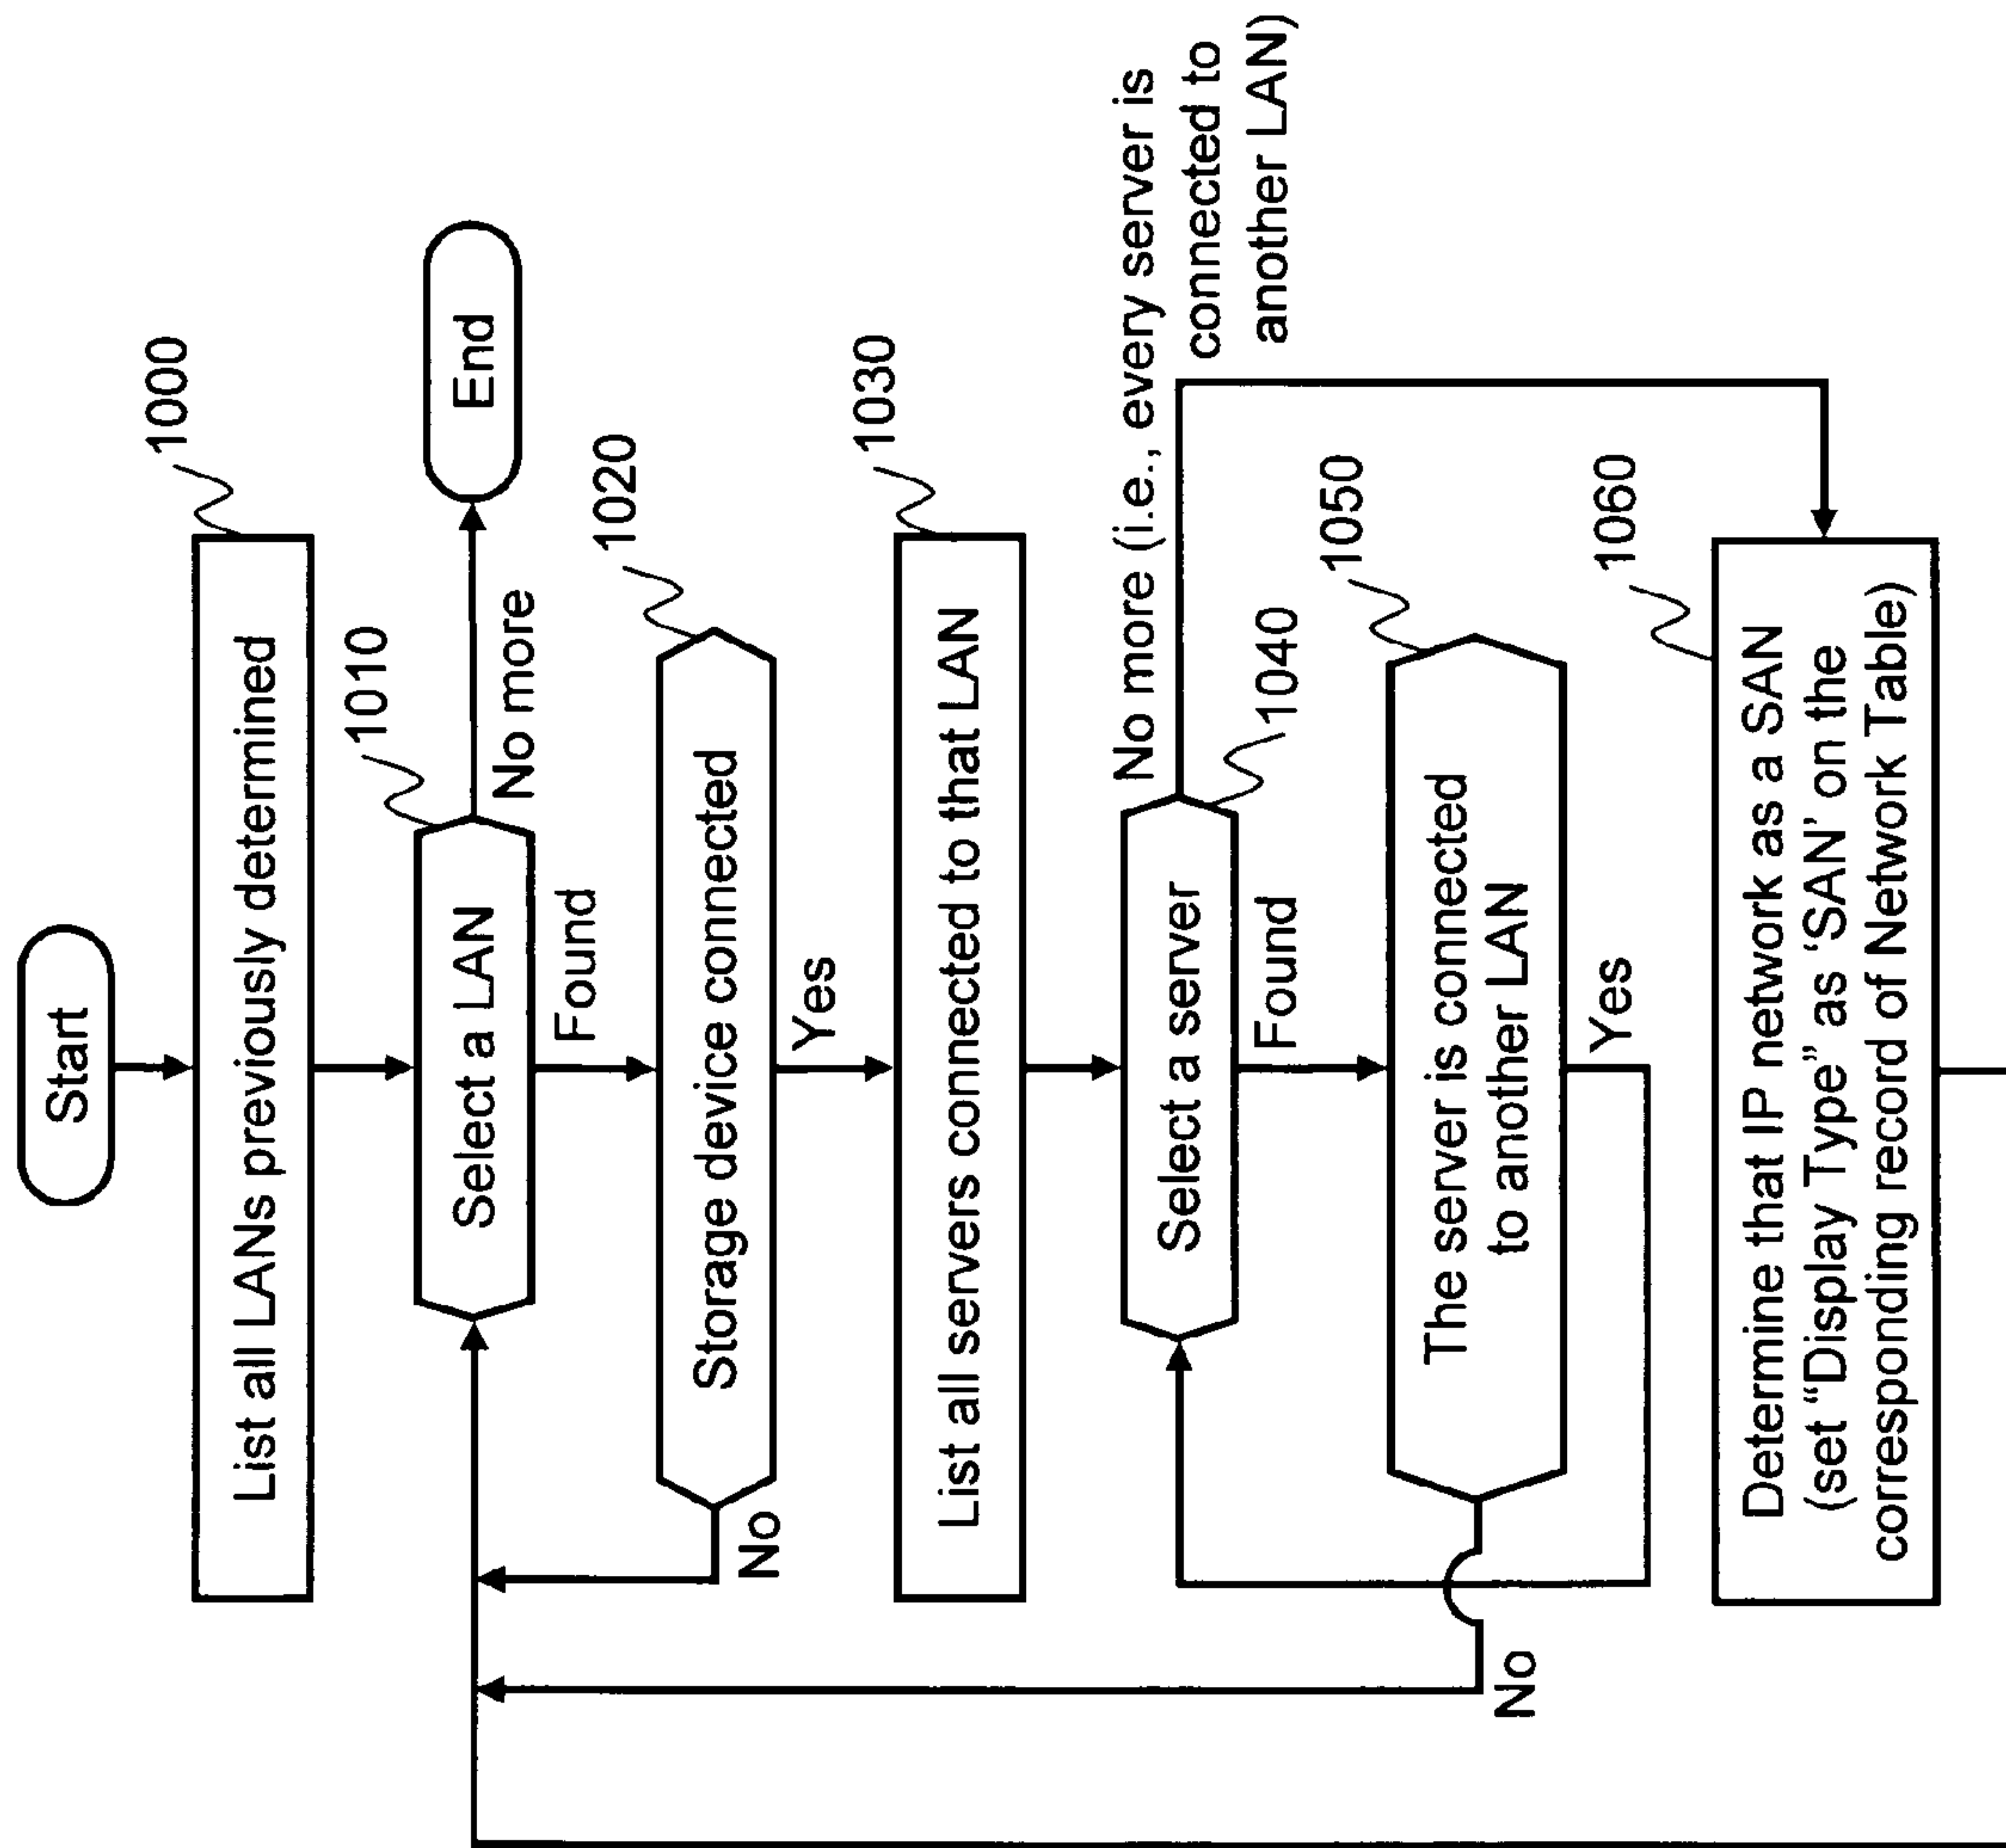 Start
1000
List all LANs previously determined
1010
Select a LAN
No more
End
Found
1020
Storage device connected
No
Yes
1030
List all servers connected to that LAN
No more (i.e., every server is
connected to
another LAN)
1040
Select a server
Found
1050
The server is connected
to another LAN
No
Yes
1060
Determine that IP network as a SAN
(set “Display Type” as ‘SAN’ on the
corresponding record of Network Table)